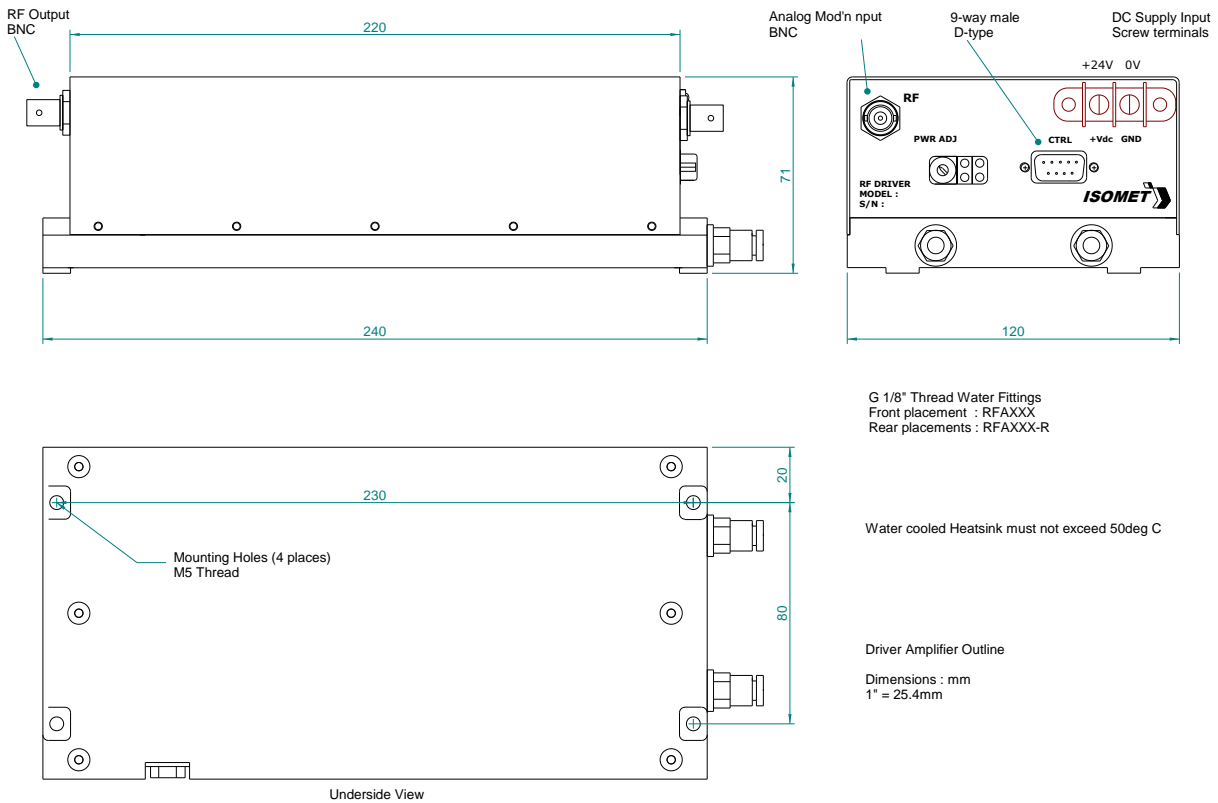 RF Output
BNC
220
Analog Mod'n nput
BNC
9-way male
D-type
DC Supply Input
Screw terminals
+24V 0V
RF
PWR ADJ
CTRL +Vdc GND
RF DRIVER
MODEL :
S/N :
ISOMET
71
240
120
G 1/8" Thread Water Fittings
Front placement : RFAXXX
Rear placements : RFAXXX-R
20
230
Water cooled Heatsink must not exceed 50deg C
Mounting Holes (4 places)
M5 Thread
80
Driver Amplifier Outline
Dimensions : mm
1" = 25.4mm
Underside View